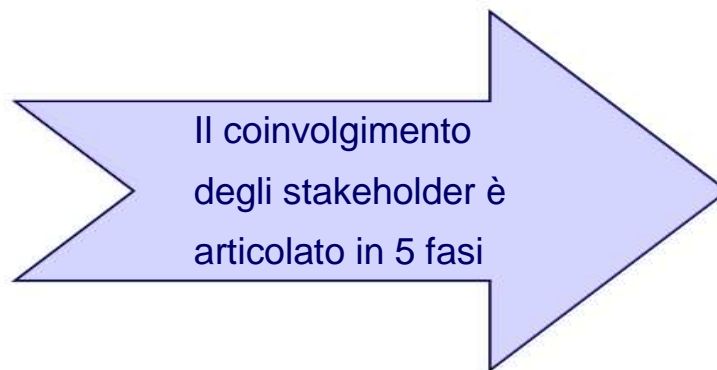 Il coinvolgimento
degli stakeholder è
articolato in 5 fasi